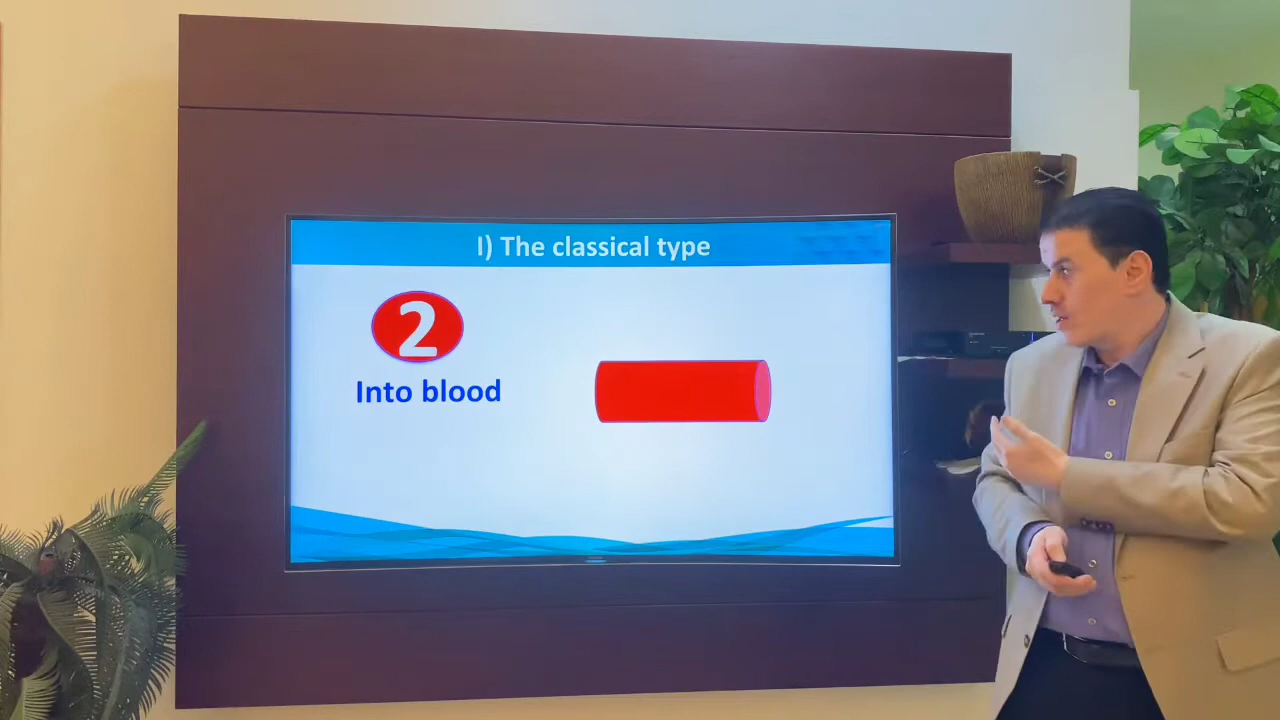 I) The classical type
2
Into blood